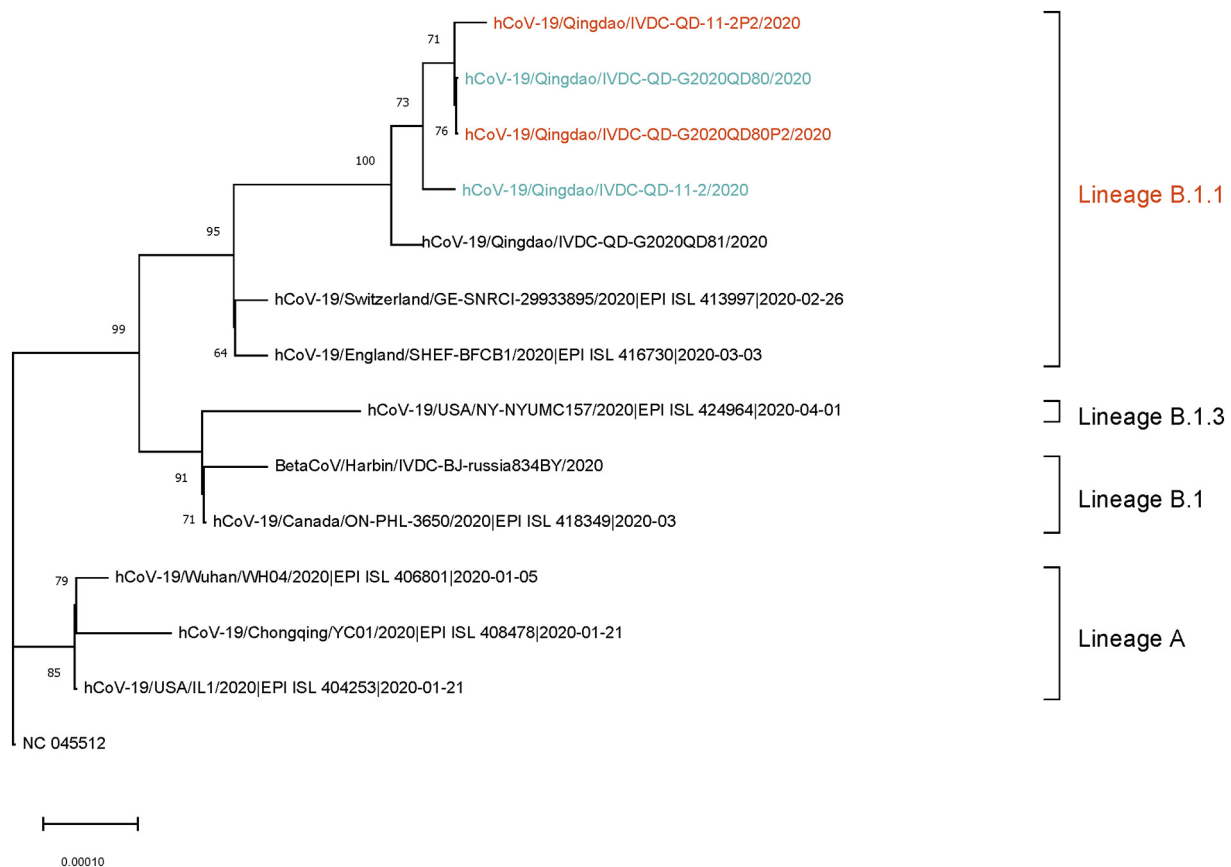 hCoV-19/Qingdao/IVDC-QD-11-2P2/2020
71
hCoV-19/Qingdao/IVDC-QD-G2020QD80/2020
73
76
hCoV-19/Qingdao/IVDC-QD-G2020QD80P2/2020
100
hCoV-19/Qingdao/IVDC-QD-11-2/2020
Lineage B.1.1
95
hCoV-19/Qingdao/IVDC-QD-G2020QD81/2020
hCoV-19/Switzerland/GE-SNRCI-29933895/2020|EPI ISL 413997|2020-02-26
99
64
hCoV-19/England/SHEF-BFCB1/2020|EPI ISL 416730|2020-03-03
hCoV-19/USA/NY-NYUMC157/2020|EPI ISL 424964|2020-04-01
Lineage B.1.3
BetaCoV/Harbin/IVDC-BJ-russia834BY/2020
91
Lineage B.1
71
hCoV-19/Canada/ON-PHL-3650/2020|EPI ISL 418349|2020-03
79
hCoV-19/Wuhan/WH04/2020|EPI ISL 406801|2020-01-05
hCoV-19/Chongqing/YC01/2020|EPI ISL 408478|2020-01-21
Lineage A
85
hCoV-19/USA/IL1/2020|EPI ISL 404253|2020-01-21
NC 045512
0.00010